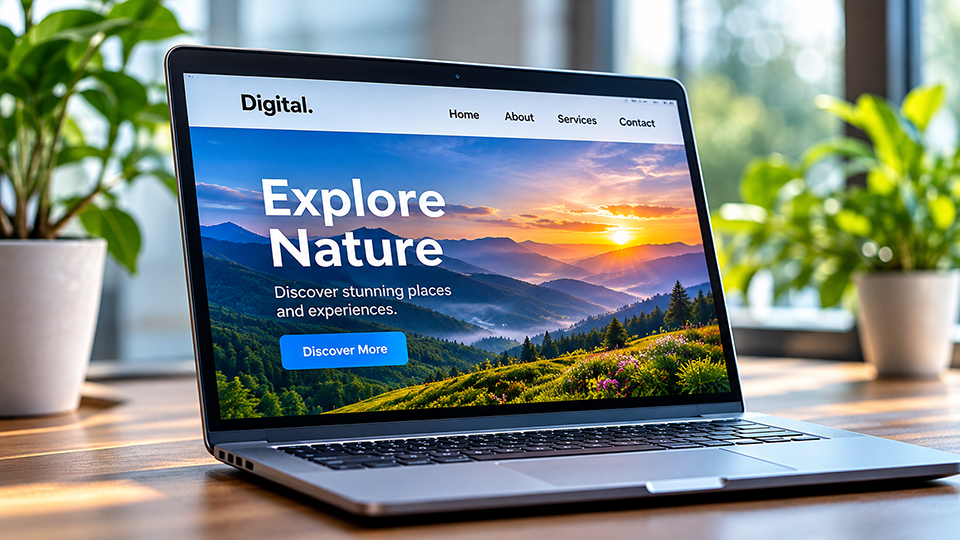 Digital.
Home About Services Contact
Explore
Nature
Discover stunning places
and experiences.
Discover More